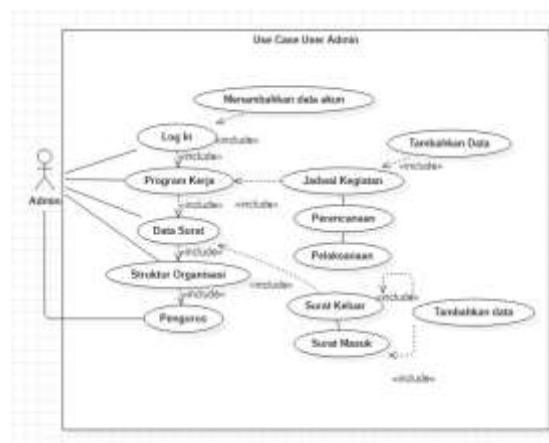 Use Case User Admin
Menambahkan data akun
Log In
«include»
Tambahkan Data
«include»
«include»
Program Kerja
Jadwal Kegiatan
«include»
«include»
Admin
Perencanaan
Data Surat
«include»
Pelaksanaan
Struktur Organisasi
«include»
«include»
Surat Keluar
«include»
Tambahkan data
Pengurus
Surat Masuk
«include»